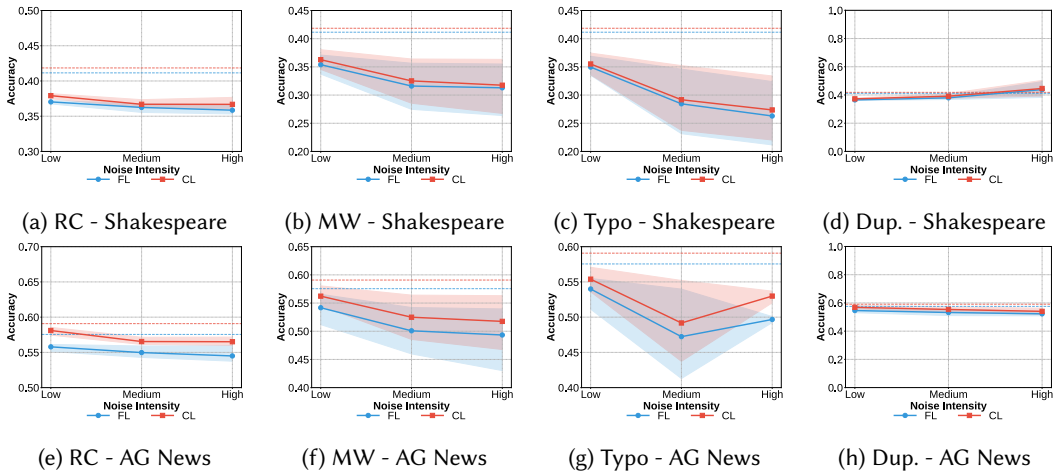 0.50
0.45
0.40
0.35
0.30
Accuracy
Low Medium High
Noise Intensity
FL CL
(a) RC - Shakespeare
0.45
0.40
0.35
0.30
0.25
0.20
Accuracy
Low Medium High
Noise Intensity
FL CL
(b) MW - Shakespeare
0.45
0.40
0.35
0.30
0.25
0.20
Accuracy
Low Medium High
Noise Intensity
FL CL
(c) Typo - Shakespeare
1.0
0.8
0.6
0.4
0.2
0.0
Accuracy
Low Medium High
Noise Intensity
FL CL
(d) Dup. - Shakespeare
0.70
0.65
0.60
0.55
0.50
Accuracy
Low Medium High
Noise Intensity
FL CL
(e) RC - AG News
0.65
0.60
0.55
0.50
0.45
0.40
Accuracy
Low Medium High
Noise Intensity
FL CL
(f) MW - AG News
0.60
0.55
0.50
0.45
0.40
Accuracy
Low Medium High
Noise Intensity
FL CL
(g) Typo - AG News
1.0
0.8
0.6
0.4
0.2
0.0
Accuracy
Low Medium High
Noise Intensity
FL CL
(h) Dup. - AG News